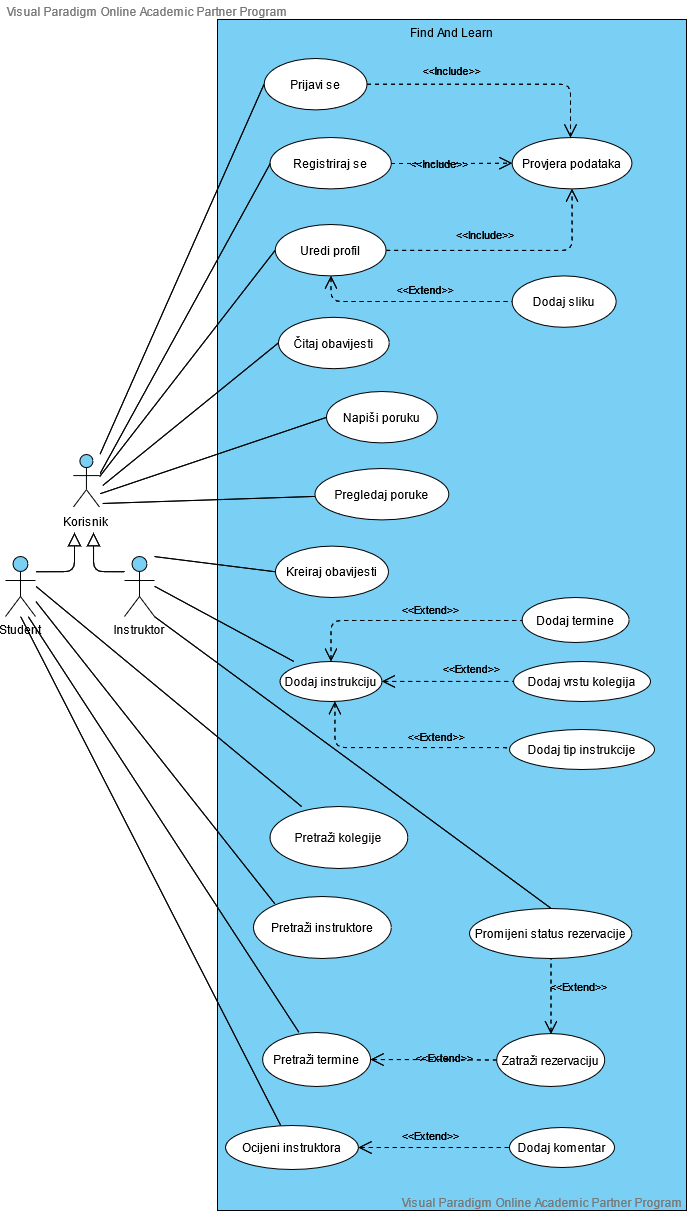 Visual Paradigm Online Academic Partner Program
Find And Learn
Prijavi se
<<Include>>
Registriraj se
<<Include>>
Provjera podataka
Uredi profil
<<Include>>
<<Extend>>
Dodaj sliku
Čitaj obavijesti
Napiši poruku
Pregledaj poruke
Korisnik
Kreiraj obavijesti
Student
Instruktor
<<Extend>>
Dodaj termine
Dodaj instrukciju
<<Extend>>
Dodaj vrstu kolegija
<<Extend>>
Dodaj tip instrukcije
Pretraži kolegije
Pretraži instruktore
Promijeni status rezervacije
<<Extend>>
Pretraži termine
<<Extend>>
Zatraži rezervaciju
Ocijeni instruktora
<<Extend>>
Dodaj komentar
Visual Paradigm Online Academic Partner Program